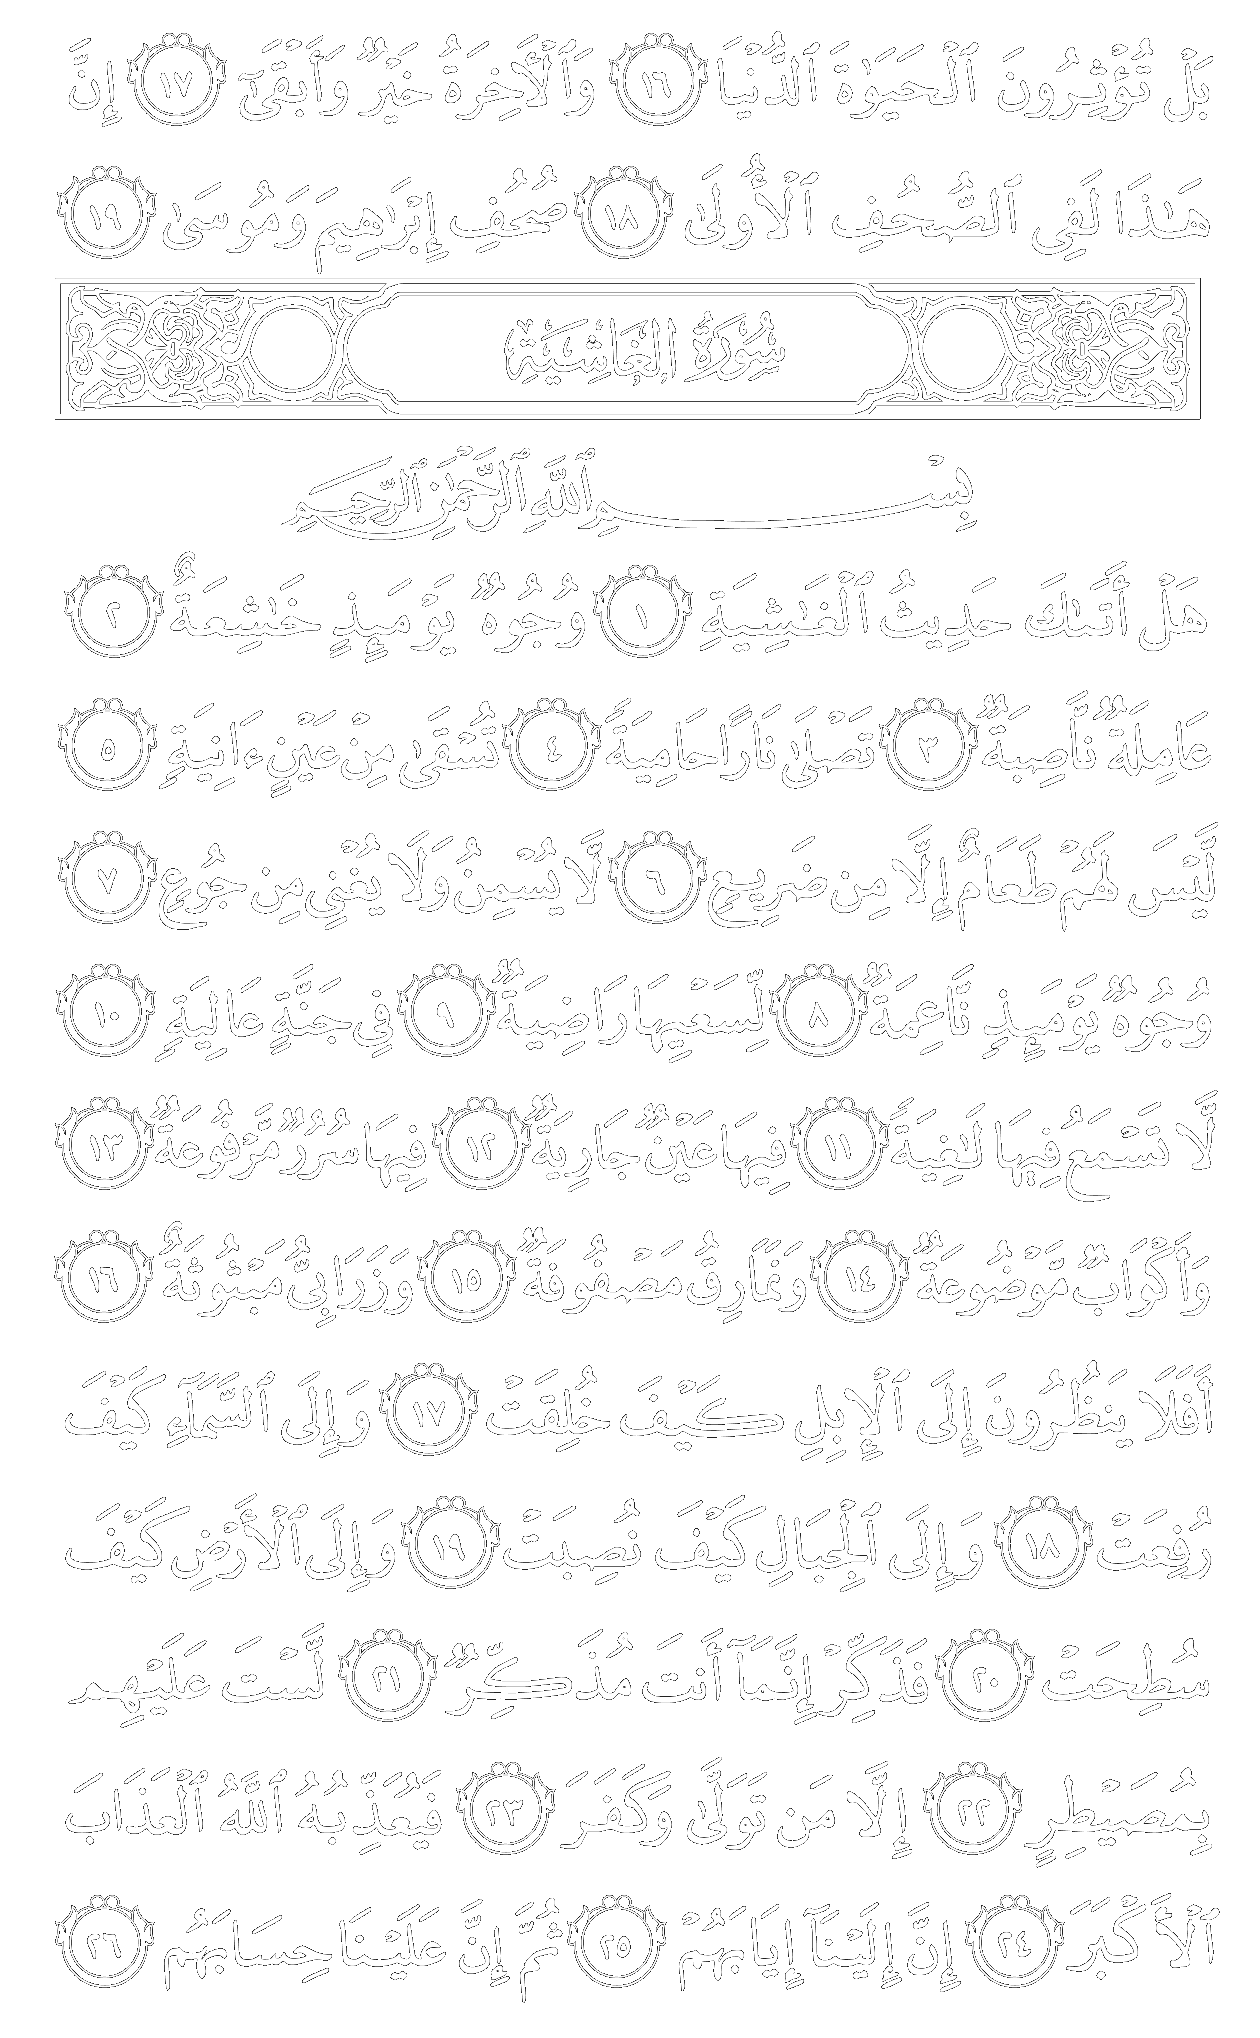 بَلْ تُؤْثِرُونَ ٱلْحَيَوٰةَ ٱلدُّنْيَا ١٦ وَٱلْأَخِرَةُ خَيْرٌ وَأَبْقَىٰٓ ١٧ إِنَّ
هَـٰذَا لَفِى ٱلصُّحُفِ ٱلْأُولَىٰ ١٨ صُحُفِ إِبْرَٰهِيمَ وَمُوسَىٰ ١٩
سُورَةُ الغَاشِيَةِ
بِسْمِ ٱللَّهِ ٱلرَّحْمَٰنِ ٱلرَّحِيمِ
هَلْ أَتَىٰكَ حَدِيثُ ٱلْغَـٰشِيَةِ ١ وُجُوهٌ يَوْمَئِذٍ خَـٰشِعَةٌ ٢
عَامِلَةٌ نَّاصِبَةٌ ٣ تَصْلَىٰ نَارًا حَامِيَةً ٤ تُسْقَىٰ مِنْ عَيْنٍ ءَانِيَةٍ ٥
لَّيْسَ لَهُمْ طَعَامٌ إِلَّا مِن ضَرِيعٍ ٦ لَّا يُسْمِنُ وَلَا يُغْنِى مِن جُوعٍ ٧
وُجُوهٌ يَوْمَئِذٍ نَّاعِمَةٌ ٨ لِّسَعْيِهَا رَاضِيَةٌ ٩ فِى جَنَّةٍ عَالِيَةٍ ١٠
لَّا تَسْمَعُ فِيهَا لَـٰغِيَةً ١١ فِيهَا عَيْنٌ جَارِيَةٌ ١٢ فِيهَا سُرُرٌ مَّرْفُوعَةٌ ١٣
وَأَكْوَابٌ مَّوْضُوعَةٌ ١٤ وَنَمَارِقُ مَصْفُوفَةٌ ١٥ وَزَرَابِىُّ مَبْثُوثَةٌ ١٦
أَفَلَا يَنظُرُونَ إِلَى ٱلْإِبِلِ كَيْفَ خُلِقَتْ ١٧ وَإِلَى ٱلسَّمَآءِ كَيْفَ
رُفِعَتْ ١٨ وَإِلَى ٱلْجِبَالِ كَيْفَ نُصِبَتْ ١٩ وَإِلَى ٱلْأَرْضِ كَيْفَ
سُطِحَتْ ٢٠ فَذَكِّرْ إِنَّمَآ أَنتَ مُذَكِّرٌ ٢١ لَّسْتَ عَلَيْهِم
بِمُصَيْطِرٍ ٢٢ إِلَّا مَن تَوَلَّىٰ وَكَفَرَ ٢٣ فَيُعَذِّبُهُ ٱللَّهُ ٱلْعَذَابَ
ٱلْأَكْبَرَ ٢٤ إِنَّ إِلَيْنَآ إِيَابَهُمْ ٢٥ ثُمَّ إِنَّ عَلَيْنَا حِسَابَهُم ٢٦